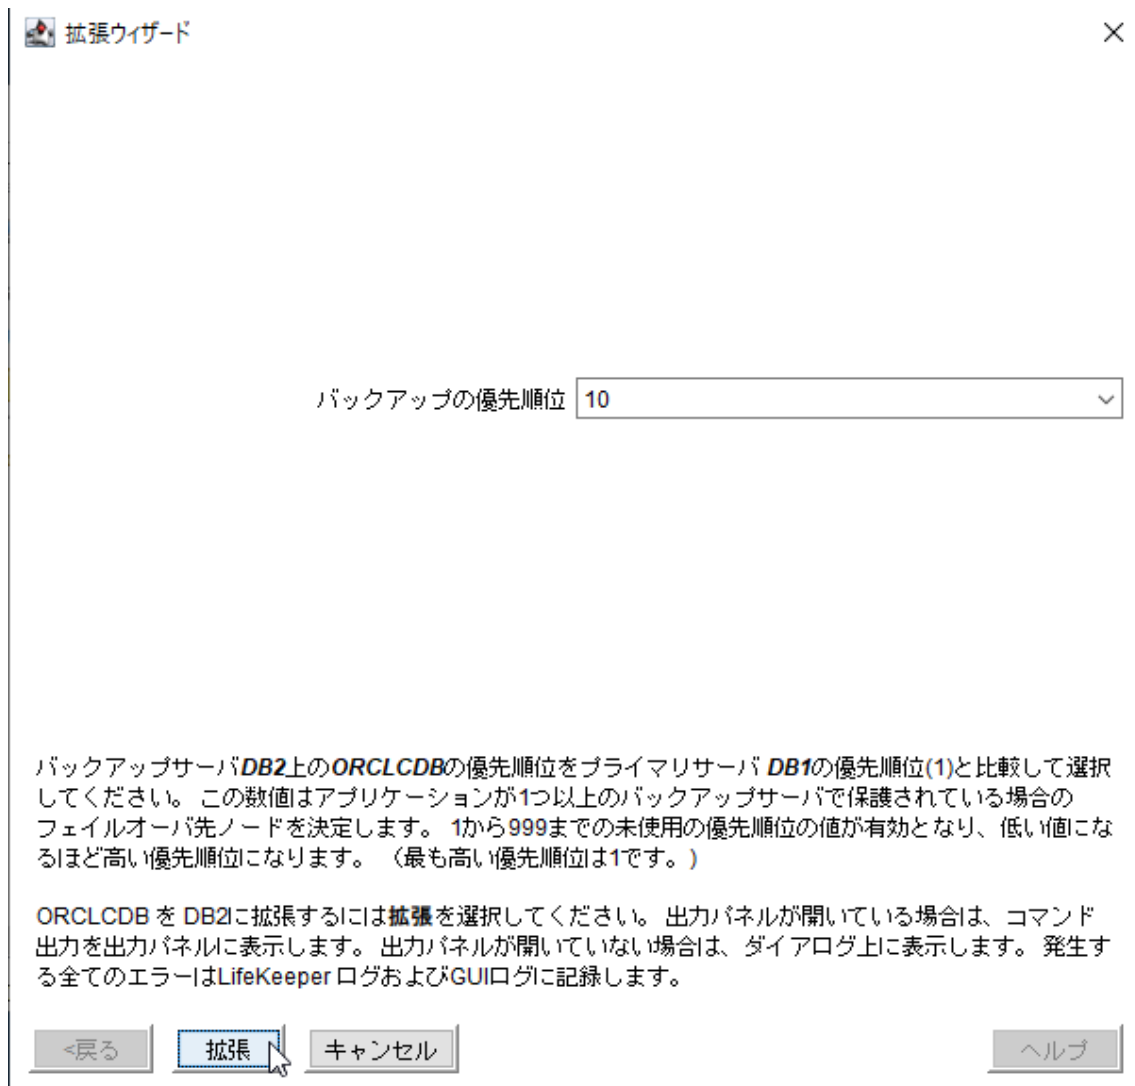 拡張ウィザード
バックアップの優先順位 10
バックアップサーバDB2上のORCLCDBの優先順位をプライマリサーバ DB1の優先順位(1)と比較して選択
してください。 この数値はアプリケーションが1つ以上のバックアップサーバで保護されている場合の
フェイルオーバ先ノードを決定します。 1から999までの未使用の優先順位の値が有効となり、低い値にな
るほど高い優先順位になります。 （最も高い優先順位は1です。)
ORCLCDB を DB2に拡張するには拡張を選択してください。 出力パネルが開いている場合は、コマンド
出力を出力パネルに表示します。 出力パネルが開いていない場合は、ダイアログ上に表示します。 発生す
る全てのエラーはLifeKeeper ログおよびGUIログに記録します。
<戻る 拡張 キャンセル ヘルプ